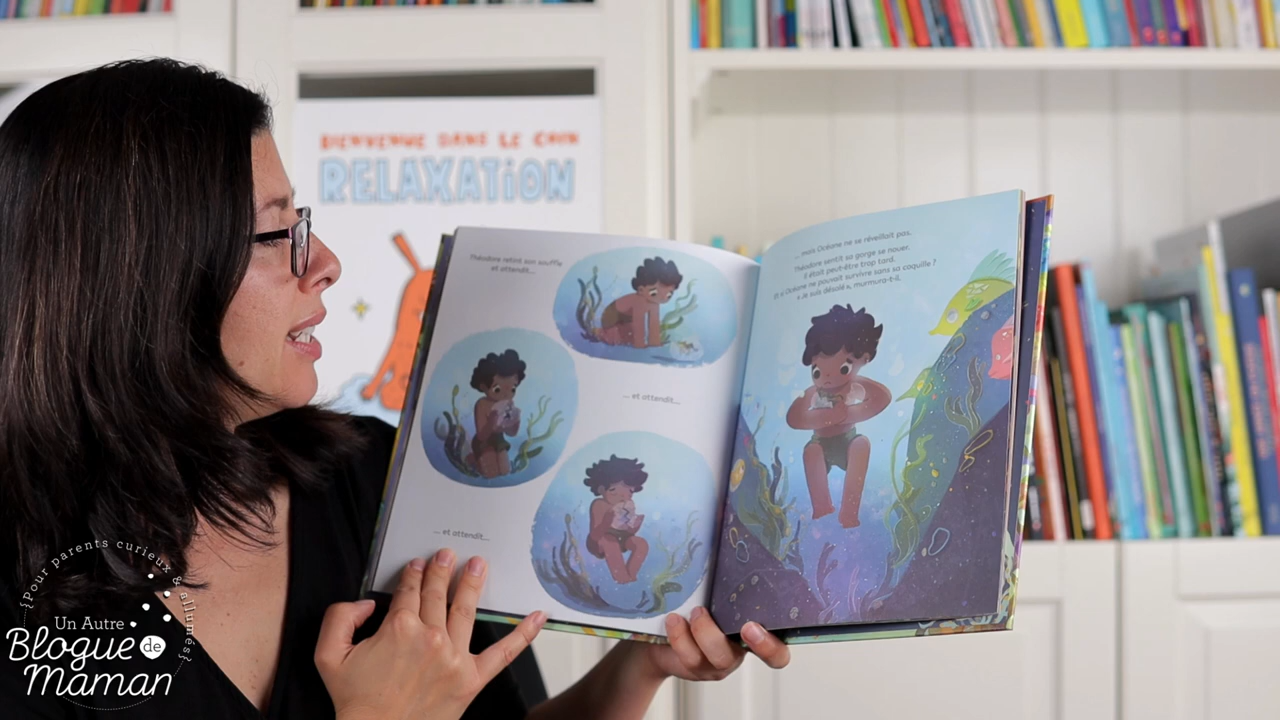 BIENVENUE DANS LE COIN
RELAXATION
Théodore retint son souffle
et attendit...
... et attendit...
... et attendit...
... mais Océane ne se réveillait pas.
Théodore sentit sa gorge se nouer.
Il était peut-être trop tard.
Et si Océane ne pouvait survivre sans sa coquille ?
« Je suis désolé », murmura-t-il.
{Pour parents curieux & allumés}
Un Autre
Blogue de
Maman